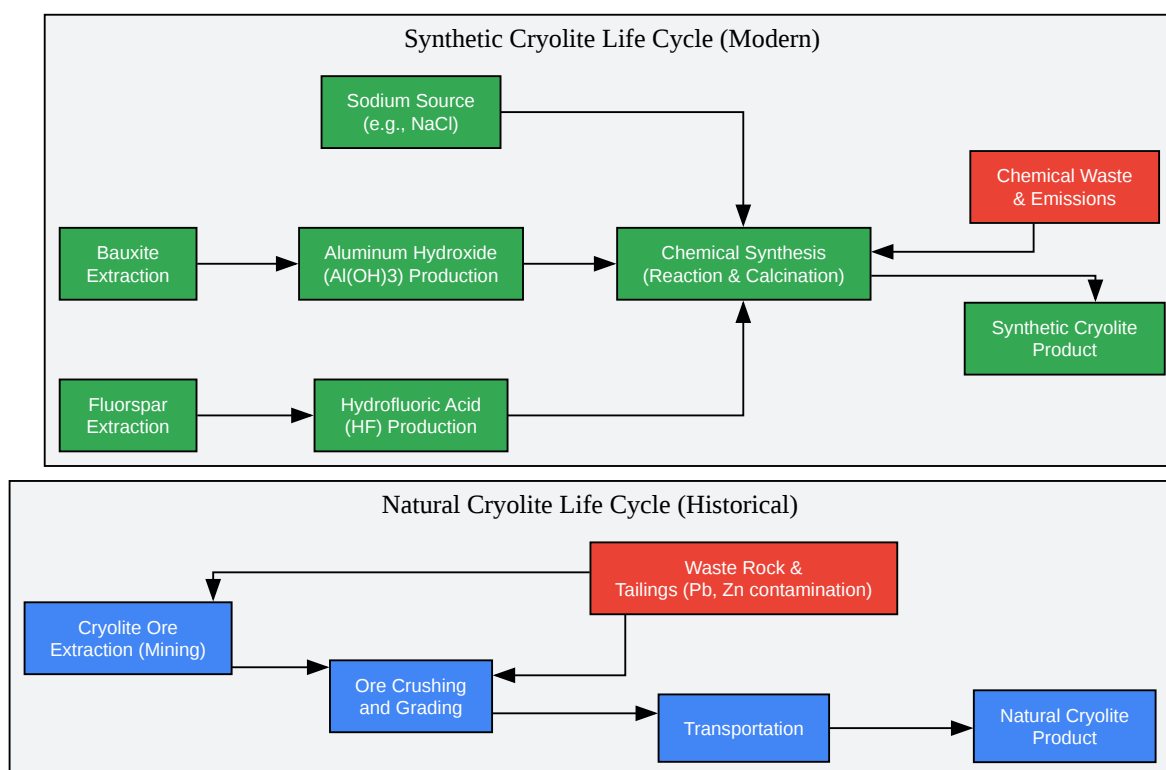 Synthetic Cryolite Life Cycle (Modern)
Sodium Source
(e.g., NaCl)
Chemical Waste
& Emissions
Bauxite
Extraction
Aluminum Hydroxide
(Al(OH)3) Production
Chemical Synthesis
(Reaction & Calcination)
Synthetic Cryolite
Product
Fluorspar
Extraction
Hydrofluoric Acid
(HF) Production
Natural Cryolite Life Cycle (Historical)
Waste Rock &
Tailings (Pb, Zn contamination)
Cryolite Ore
Extraction (Mining)
Ore Crushing
and Grading
Transportation
Natural Cryolite
Product